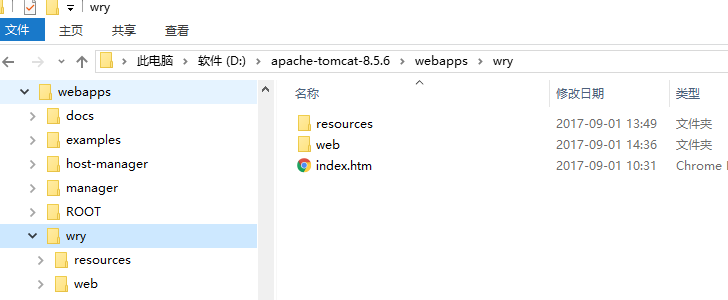 wry
文件 主页 共享 查看
此电脑 软件 (D:) apache-tomcat-8.5.6 webapps wry
webapps
docs
examples
host-manager
manager
ROOT
wry
resources
web
名称 修改日期 类型
resources 2017-09-01 13:49 文件夹
web 2017-09-01 14:36 文件夹
index.htm 2017-09-01 10:31 Chrome